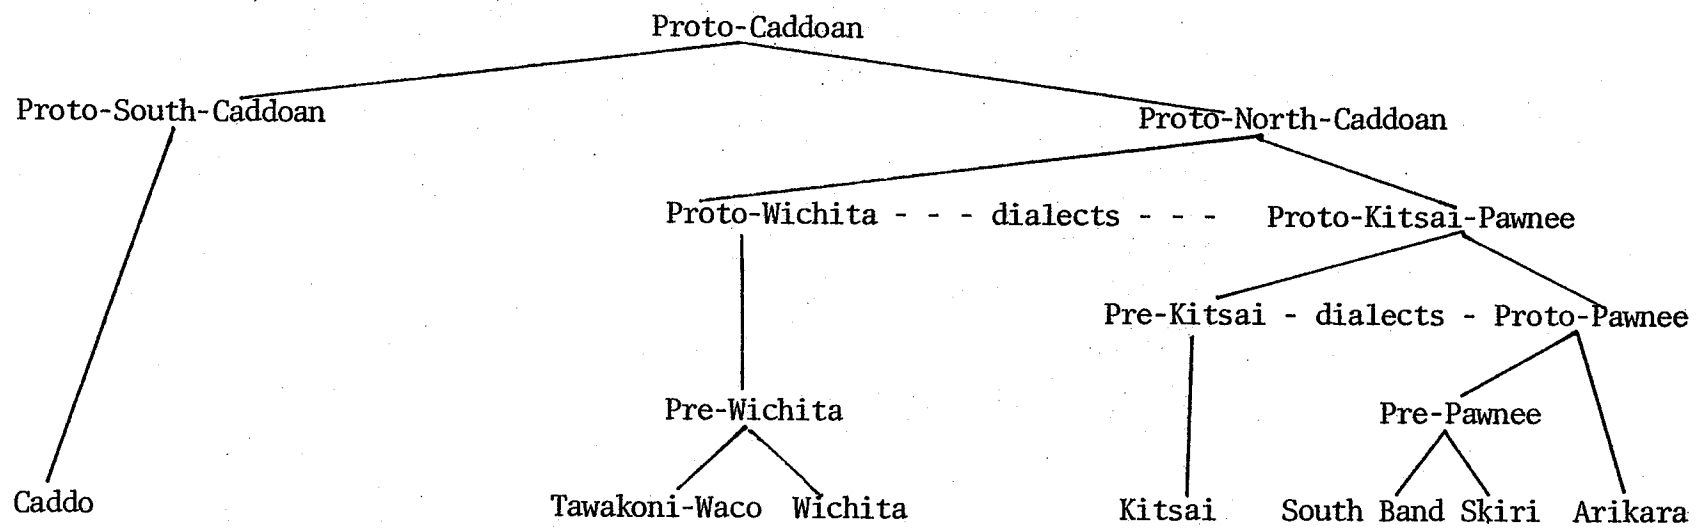 Proto-Caddoan
Proto-South-Caddoan
Proto-North-Caddoan
Proto-Wichita - - - dialects - - - Proto-Kitsai-Pawnee
Pre-Kitsai - dialects - Proto-Pawnee
Pre-Wichita
Pre-Pawnee
Caddo Tawakoni-Waco Wichita Kitsai South Band Skiri Arikara